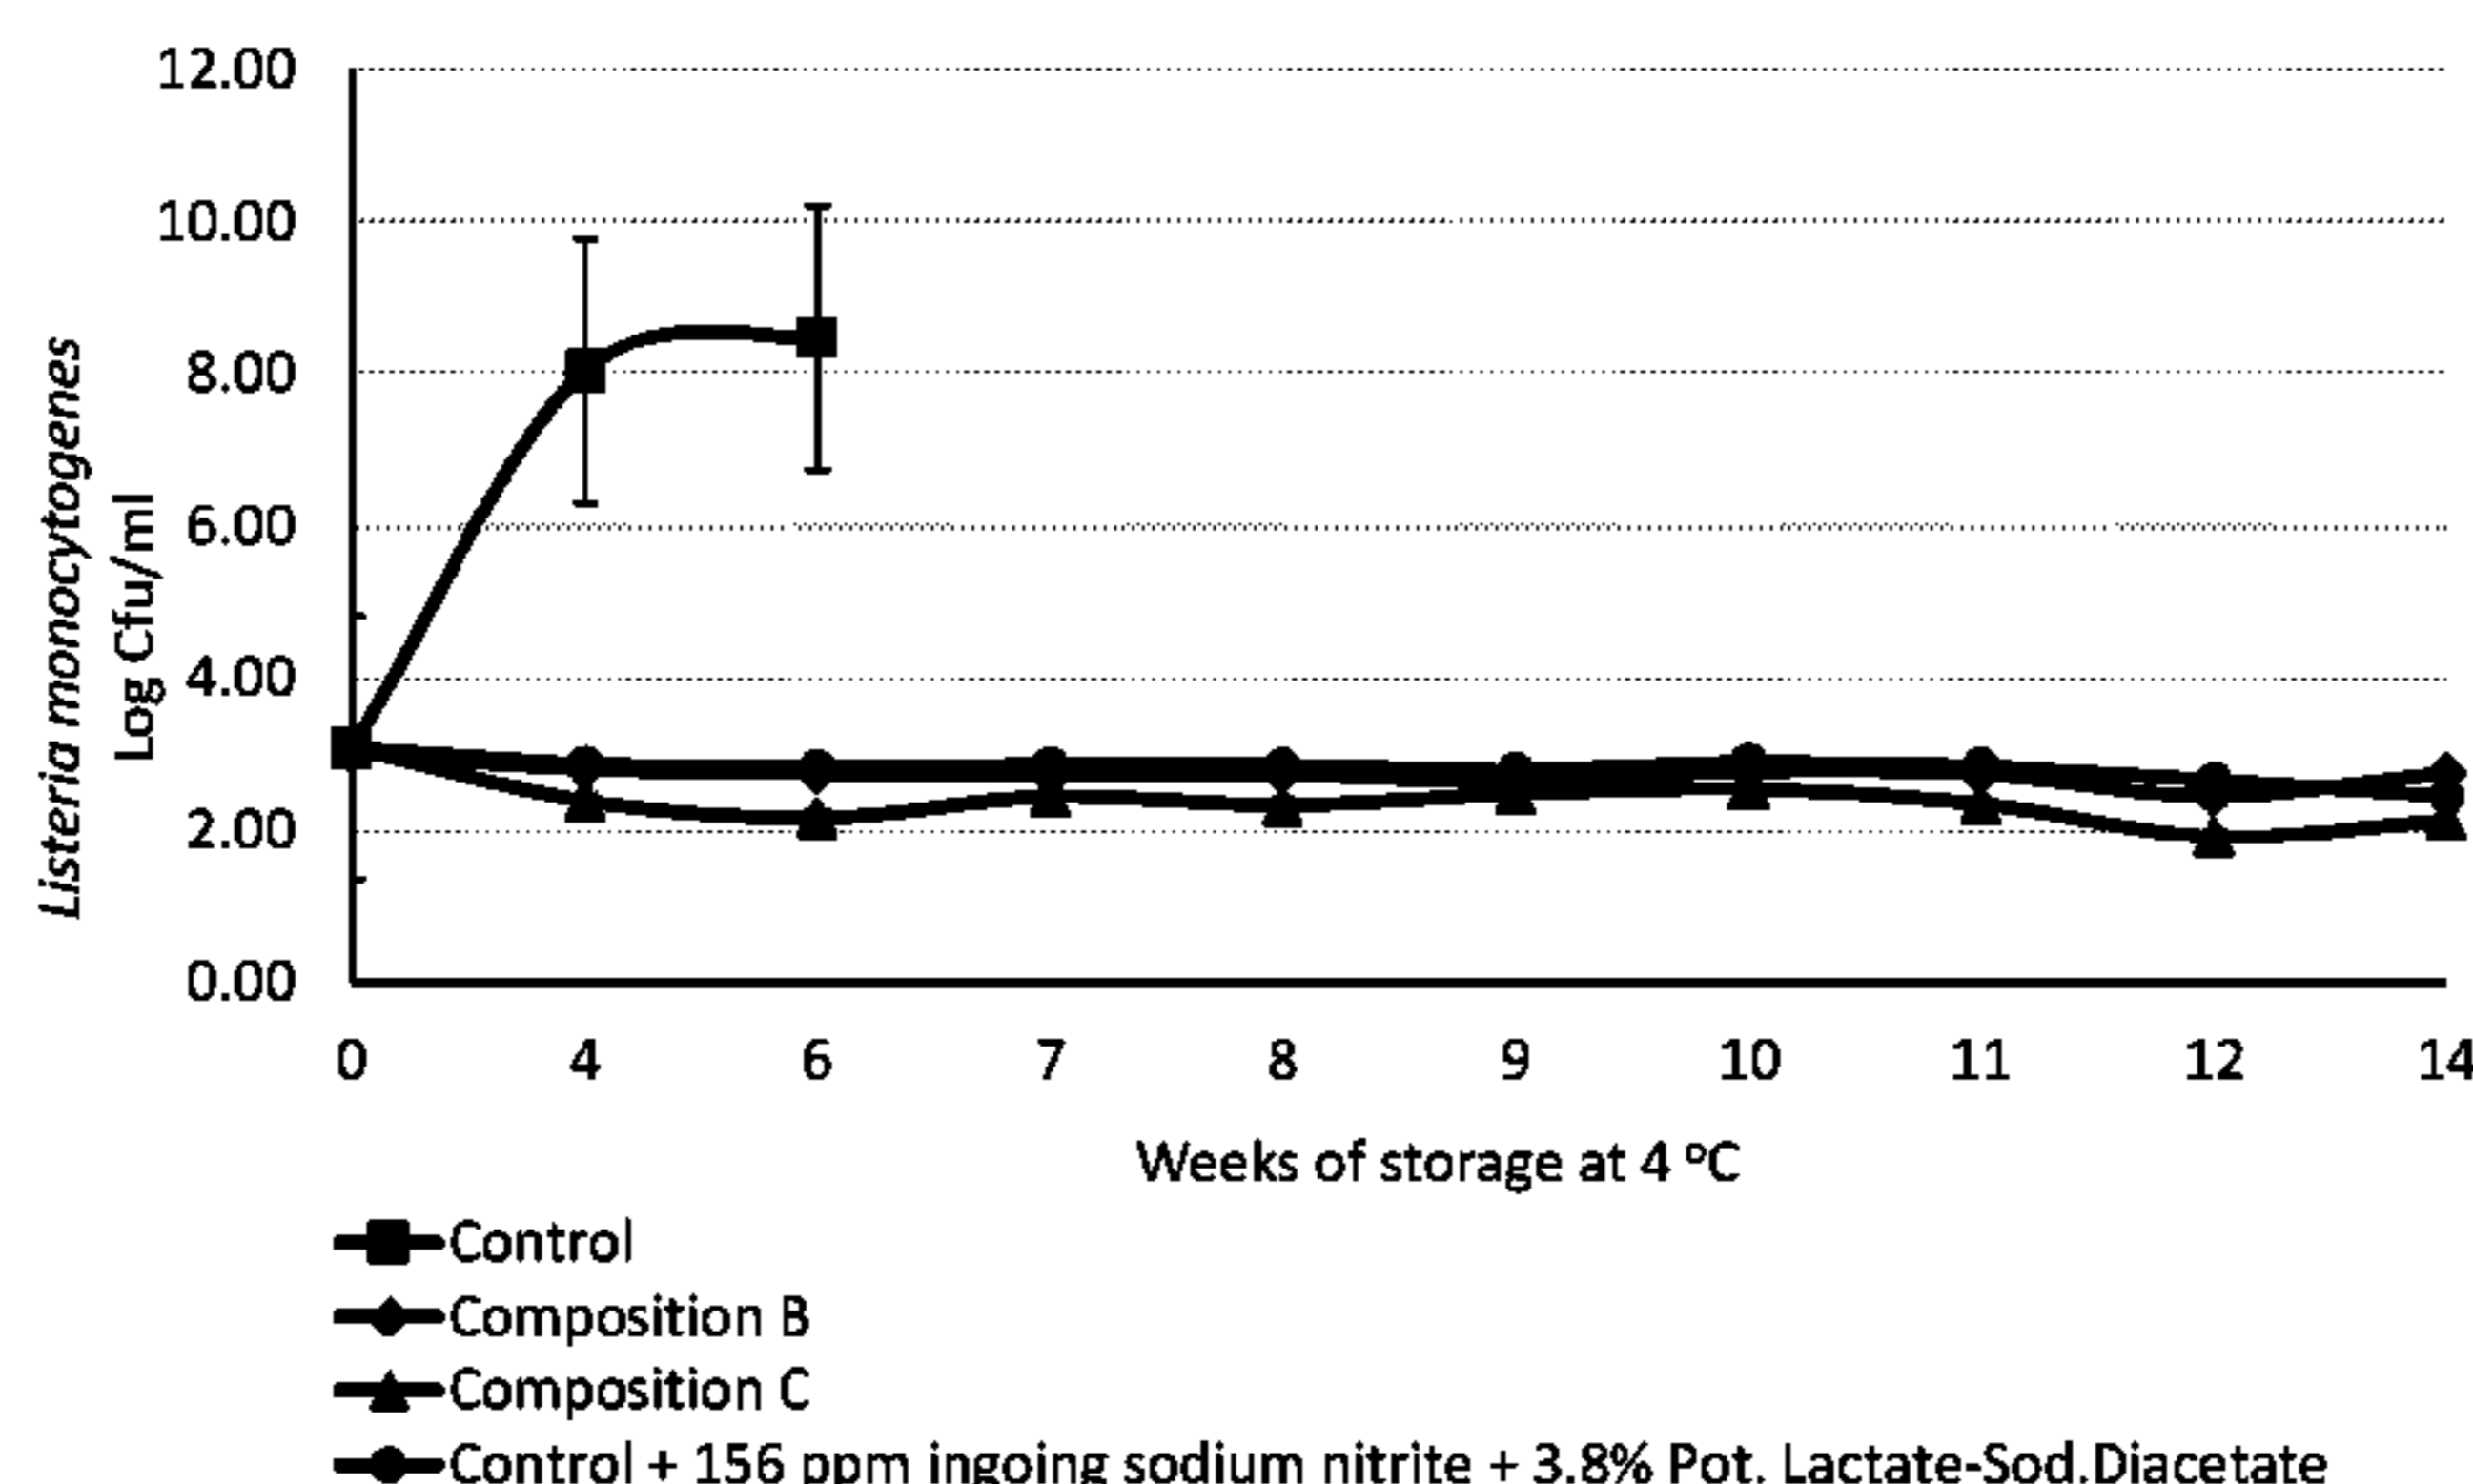 12.00
10.00
8.00
6.00
4.00
2.00
0.00
Listeria monocytogenes
Log Cfu/ml
0 4 6 7 8 9 10 11 12 14
Weeks of storage at 4 °C
Control
Composition B
Composition C
Control + 156 ppm ingoing sodium nitrite + 3.8% Pot. Lactate-Sod.Diacetate